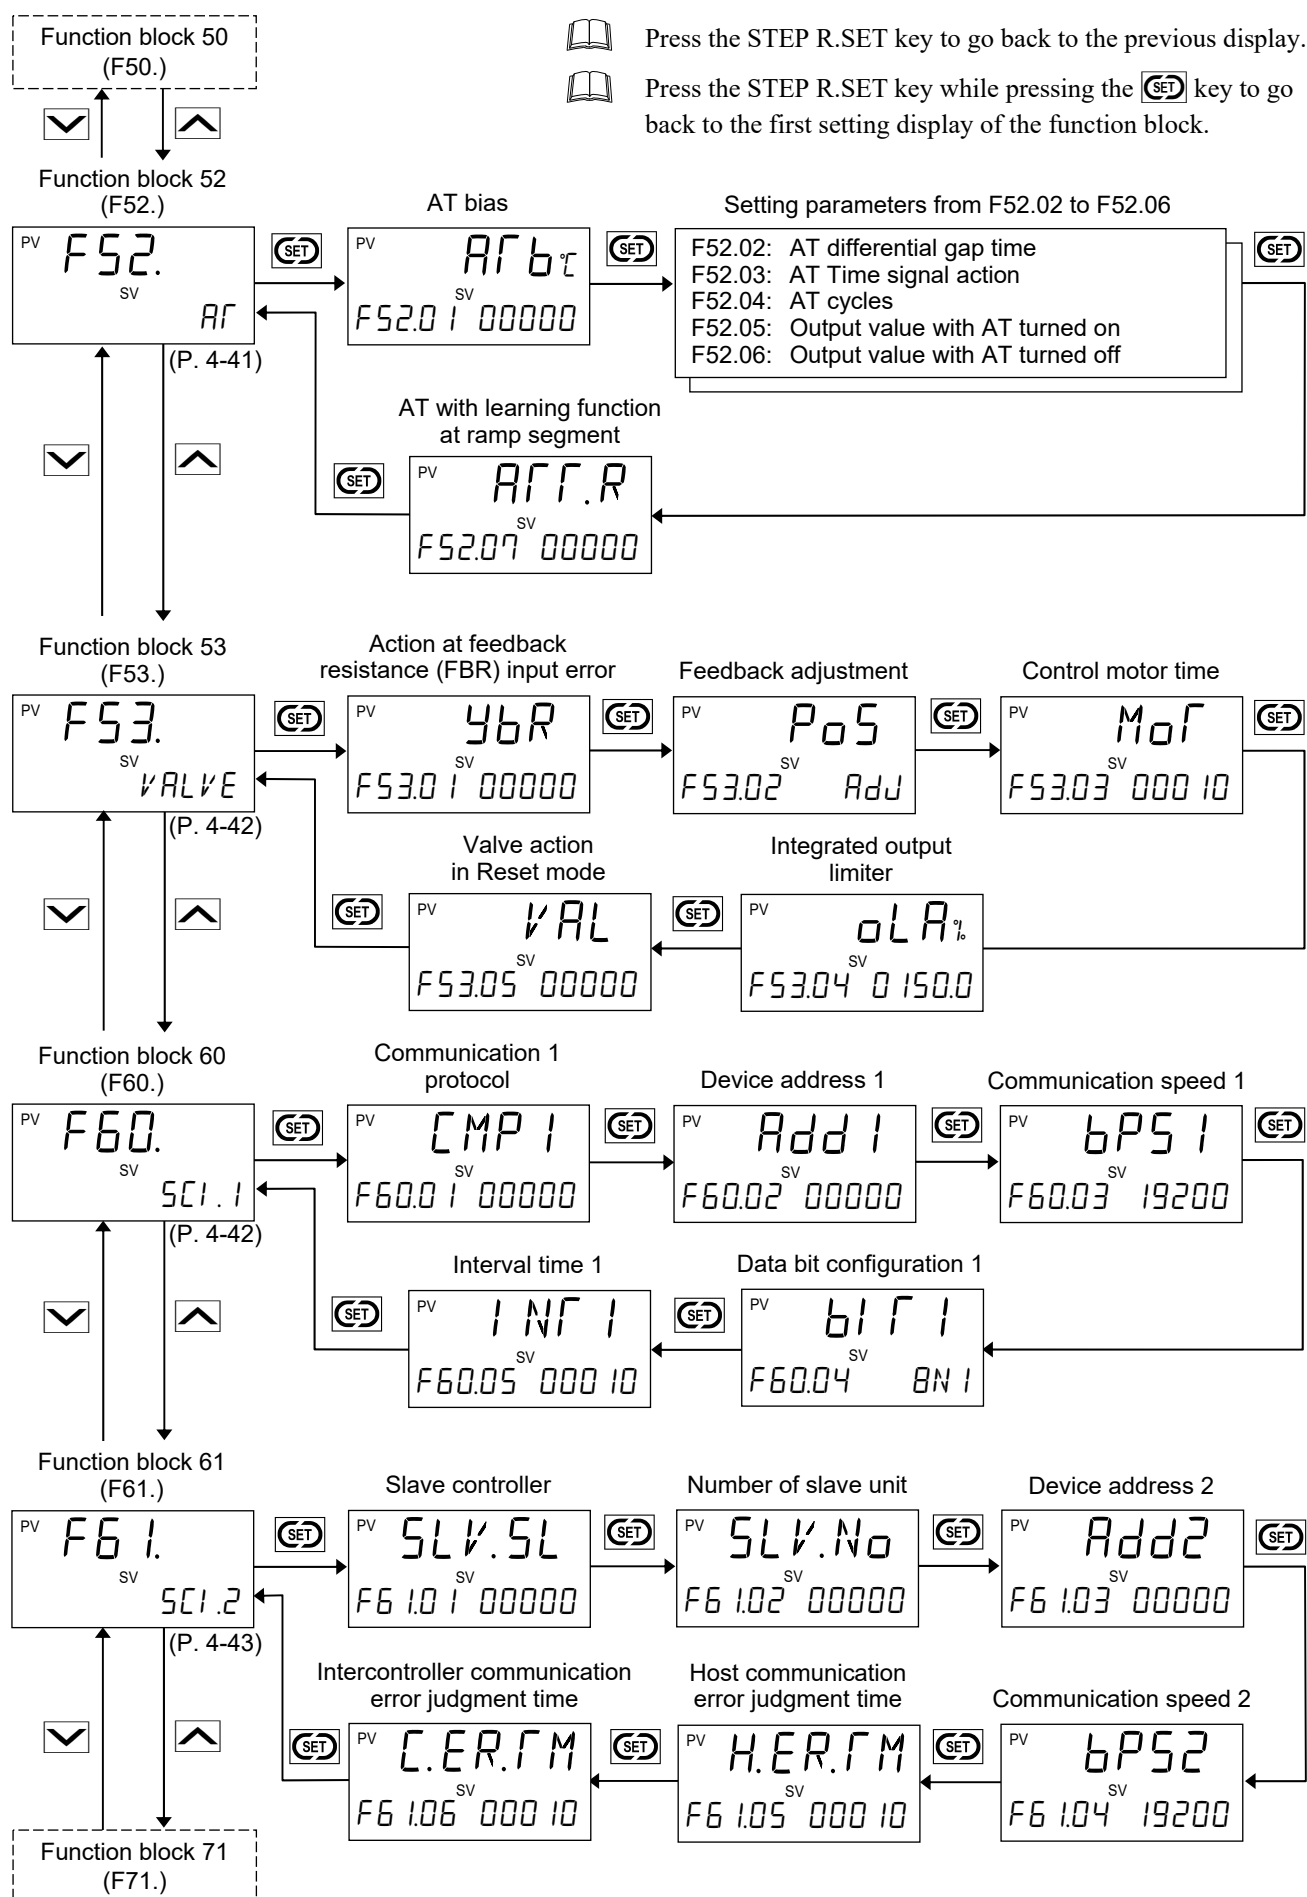 Function block 50
(F50.)
Press the STEP R.SET key to go back to the previous display.
Press the STEP R.SET key while pressing the SET key to go
back to the first setting display of the function block.
Function block 52
(F52.)
PV F52.
SV
AT
(P. 4-41)
SET
AT bias
PV ATb ℃
SV
F52.01 00000
SET
Setting parameters from F52.02 to F52.06
F52.02: AT differential gap time
F52.03: AT Time signal action
F52.04: AT cycles
F52.05: Output value with AT turned on
F52.06: Output value with AT turned off
SET
AT with learning function
at ramp segment
SET
PV ATT.R
SV
F52.07 00000
Function block 53
(F53.)
PV F53.
SV
VALVE
(P. 4-42)
SET
Action at feedback
resistance (FBR) input error
PV YbR
SV
F53.01 00000
SET
Feedback adjustment
PV PoS
SV
F53.02 AdJ
SET
Control motor time
PV MoT
SV
F53.03 00010
SET
Valve action
in Reset mode
SET
PV VAL
SV
F53.05 00000
SET
Integrated output
limiter
PV oLA %
SV
F53.04 0150.0
Function block 60
(F60.)
PV F60.
SV
SCI.1
(P. 4-42)
SET
Communication 1
protocol
PV CMP1
SV
F60.01 00000
SET
Device address 1
PV Add1
SV
F60.02 00000
SET
Communication speed 1
PV bPS1
SV
F60.03 19200
SET
Interval time 1
SET
PV INT1
SV
F60.05 00010
SET
Data bit configuration 1
PV bIT1
SV
F60.04 8N1
Function block 61
(F61.)
PV F61.
SV
SCI.2
(P. 4-43)
SET
Slave controller
PV SLV.SL
SV
F61.01 00000
SET
Number of slave unit
PV SLV.No
SV
F61.02 00000
SET
Device address 2
PV Add2
SV
F61.03 00000
SET
Intercontroller communication
error judgment time
SET
PV C.ER.TM
SV
F61.06 00010
SET
Host communication
error judgment time
PV H.ER.TM
SV
F61.05 00010
SET
Communication speed 2
PV bPS2
SV
F61.04 19200
Function block 71
(F71.)